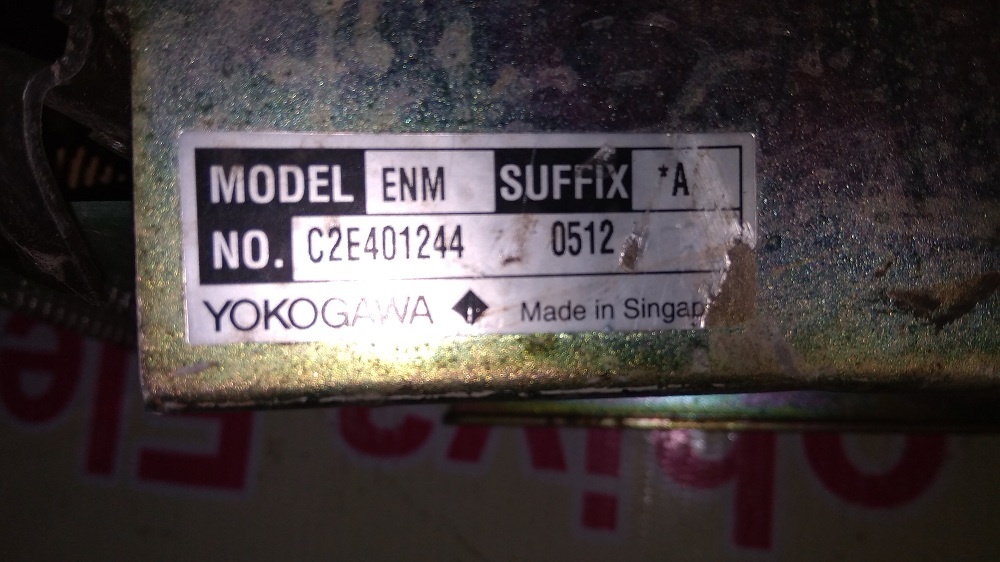 MODEL ENM SUFFIX *A
NO. C2E401244 0512
YOKOGAWA Made in Singap